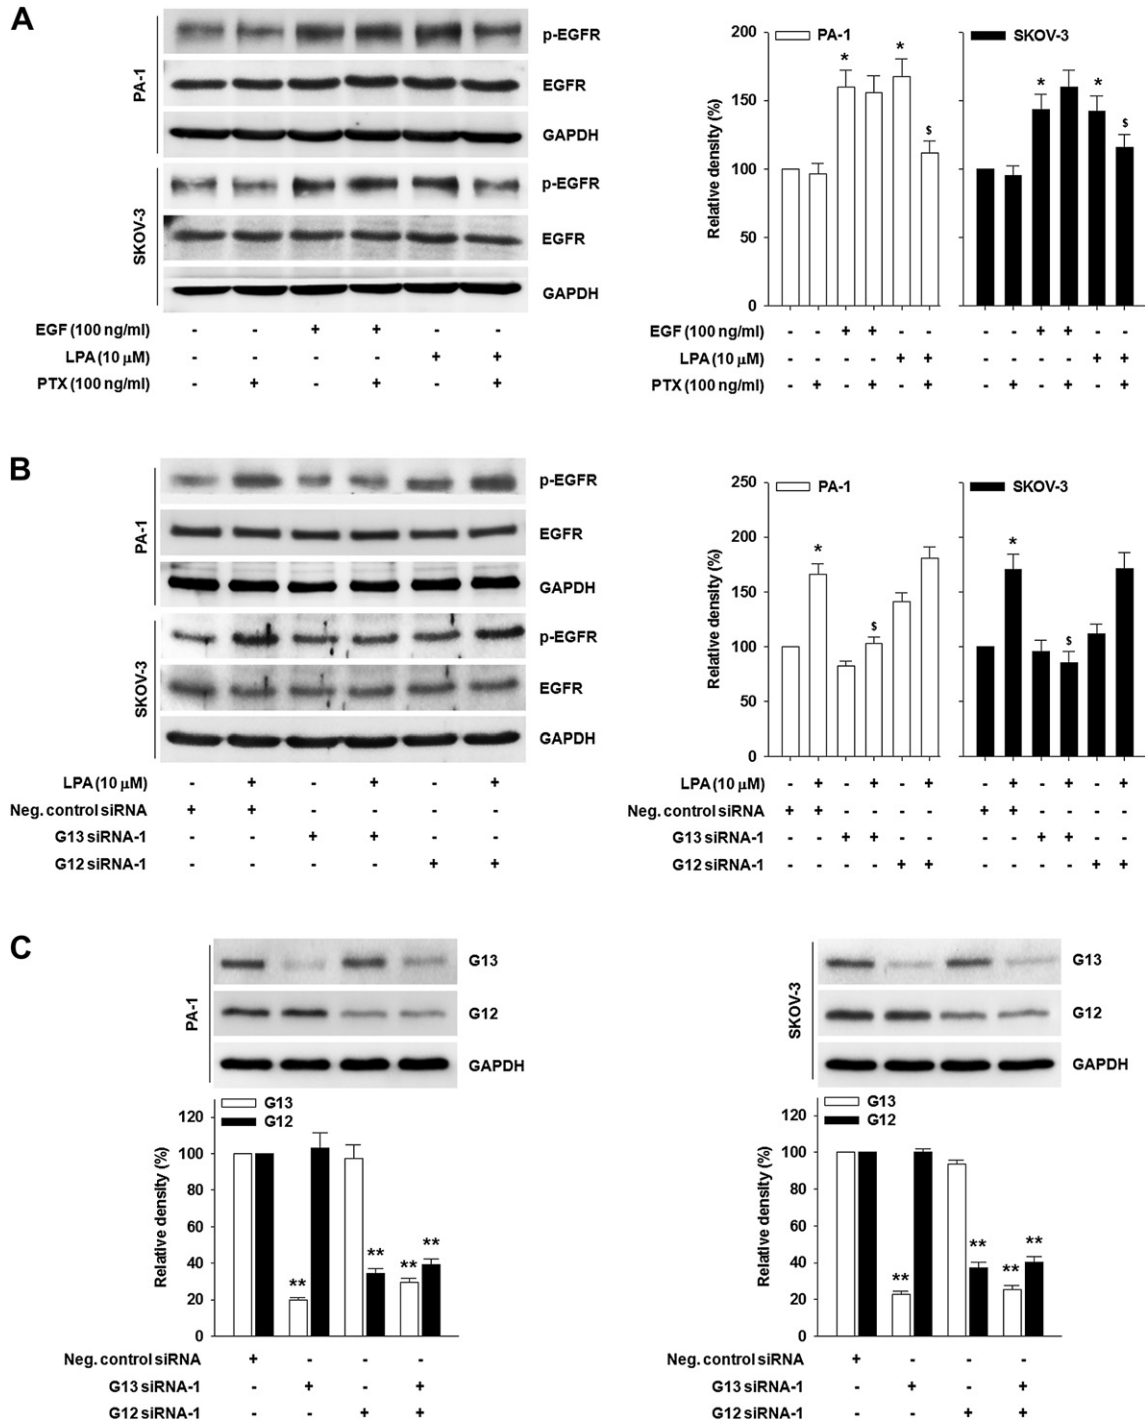 A
PA-1
p-EGFR
EGFR
GAPDH
SKOV-3
p-EGFR
EGFR
GAPDH
EGF (100 ng/ml) - - + + - -
LPA (10 μM) - - - - + +
PTX (100 ng/ml) - + - + - +
Relative density (%)
200
150
100
50
0
PA-1
SKOV-3
* * $
* * $
EGF (100 ng/ml) - - + + - - - - + + - -
LPA (10 μM) - - - - + + - - - - + +
PTX (100 ng/ml) - + - + - + - + - + - +
B
PA-1
p-EGFR
EGFR
GAPDH
SKOV-3
p-EGFR
EGFR
GAPDH
LPA (10 μM) - + - + - +
Neg. control siRNA + + - - - -
G13 siRNA-1 - - + + - -
G12 siRNA-1 - - - - + +
Relative density (%)
250
200
150
100
50
0
PA-1
SKOV-3
* $
* $
LPA (10 μM) - + - + - + - + - + - +
Neg. control siRNA + + - - - - + + - - - -
G13 siRNA-1 - - + + - - - - + + - -
G12 siRNA-1 - - - - + + - - - - + +
C
PA-1
G13
G12
GAPDH
Relative density (%)
120
100
80
60
40
20
0
G13
G12
** ** ** **
Neg. control siRNA + - - -
G13 siRNA-1 - + - +
G12 siRNA-1 - - + +
SKOV-3
G13
G12
GAPDH
Relative density (%)
120
100
80
60
40
20
0
G13
G12
** ** ** **
Neg. control siRNA + - - -
G13 siRNA-1 - + - +
G12 siRNA-1 - - + +